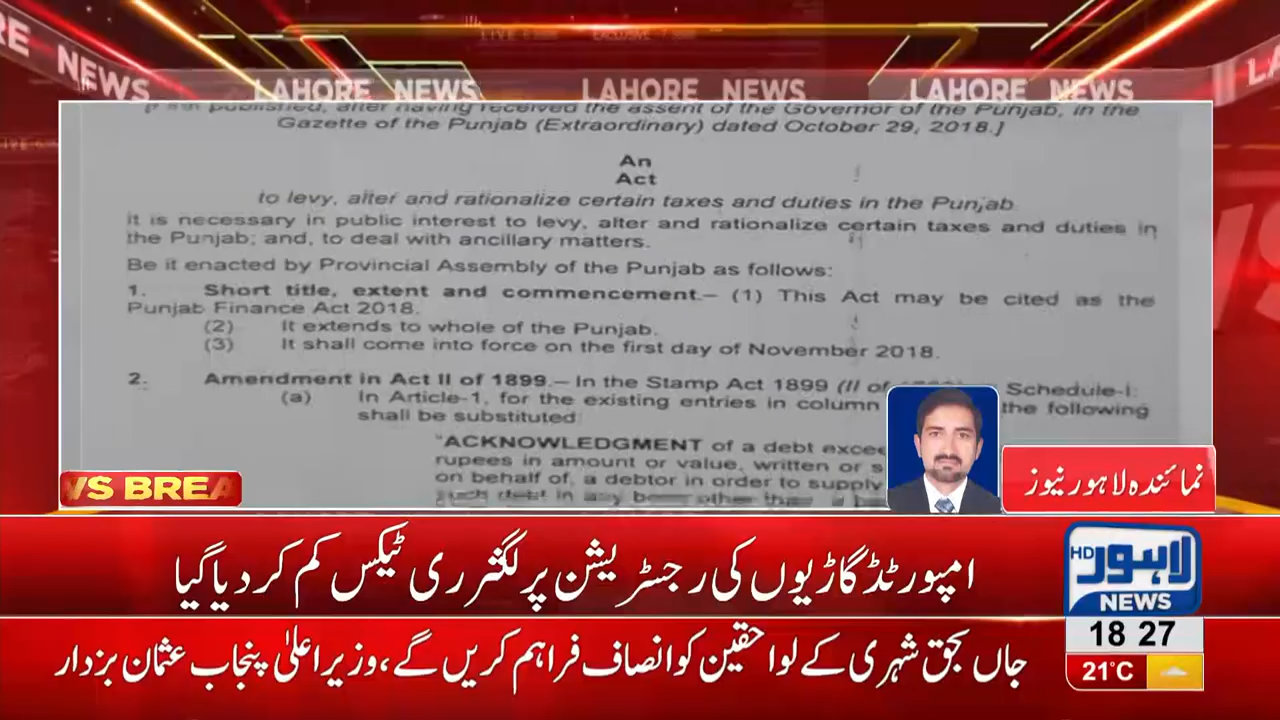 LAHORE NEWS LAHORE NEWS LAHORE NEWS
NEWS
published, after having received the assent of the Governor of the Punjab, in the
Gazette of the Punjab (Extraordinary) dated October 29, 2018.]
An
Act
to levy, alter and rationalize certain taxes and duties in the Punjab
It is necessary in public interest to levy, alter and rationalize certain taxes and duties in
the Punjab; and, to deal with ancillary matters.
Be it enacted by Provincial Assembly of the Punjab as follows:
1. Short title, extent and commencement.– (1) This Act may be cited as the
Punjab Finance Act 2018.
(2) It extends to whole of the Punjab.
(3) It shall come into force on the first day of November 2018.
2. Amendment in Act II of 1899.– In the Stamp Act 1899 (II of Schedule-I:
(a) In Article-1, for the existing entries in column the following
shall be substituted:
"ACKNOWLEDGMENT of a debt
rupees in amount or value, written or
on behalf of, a debtor in order to supply
such debt in any
نمائندہ لاہور نیوز
WS BREA
امپورٹڈ گاڑیوں کی رجسٹریشن پر لگژری ٹیکس کم کر دیا گیا
جاں بحق شہری کے لواحقین کو انصاف فراہم کریں گے، وزیر اعلیٰ پنجاب عثمان بزدار
HD لاہور
NEWS
18 27
21°C